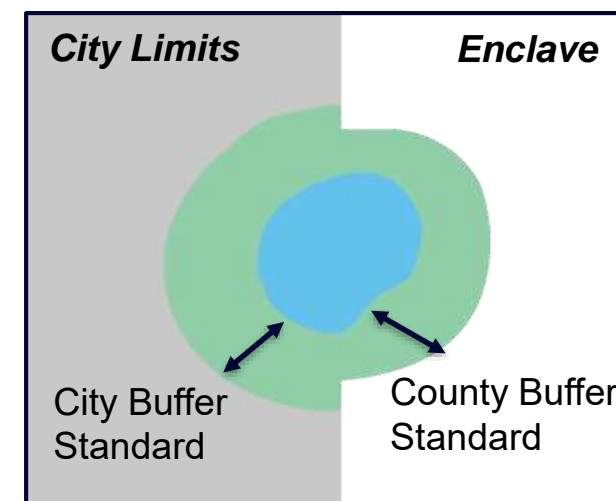 City Limits
Enclave
City Buffer
Standard
County Buffer
Standard